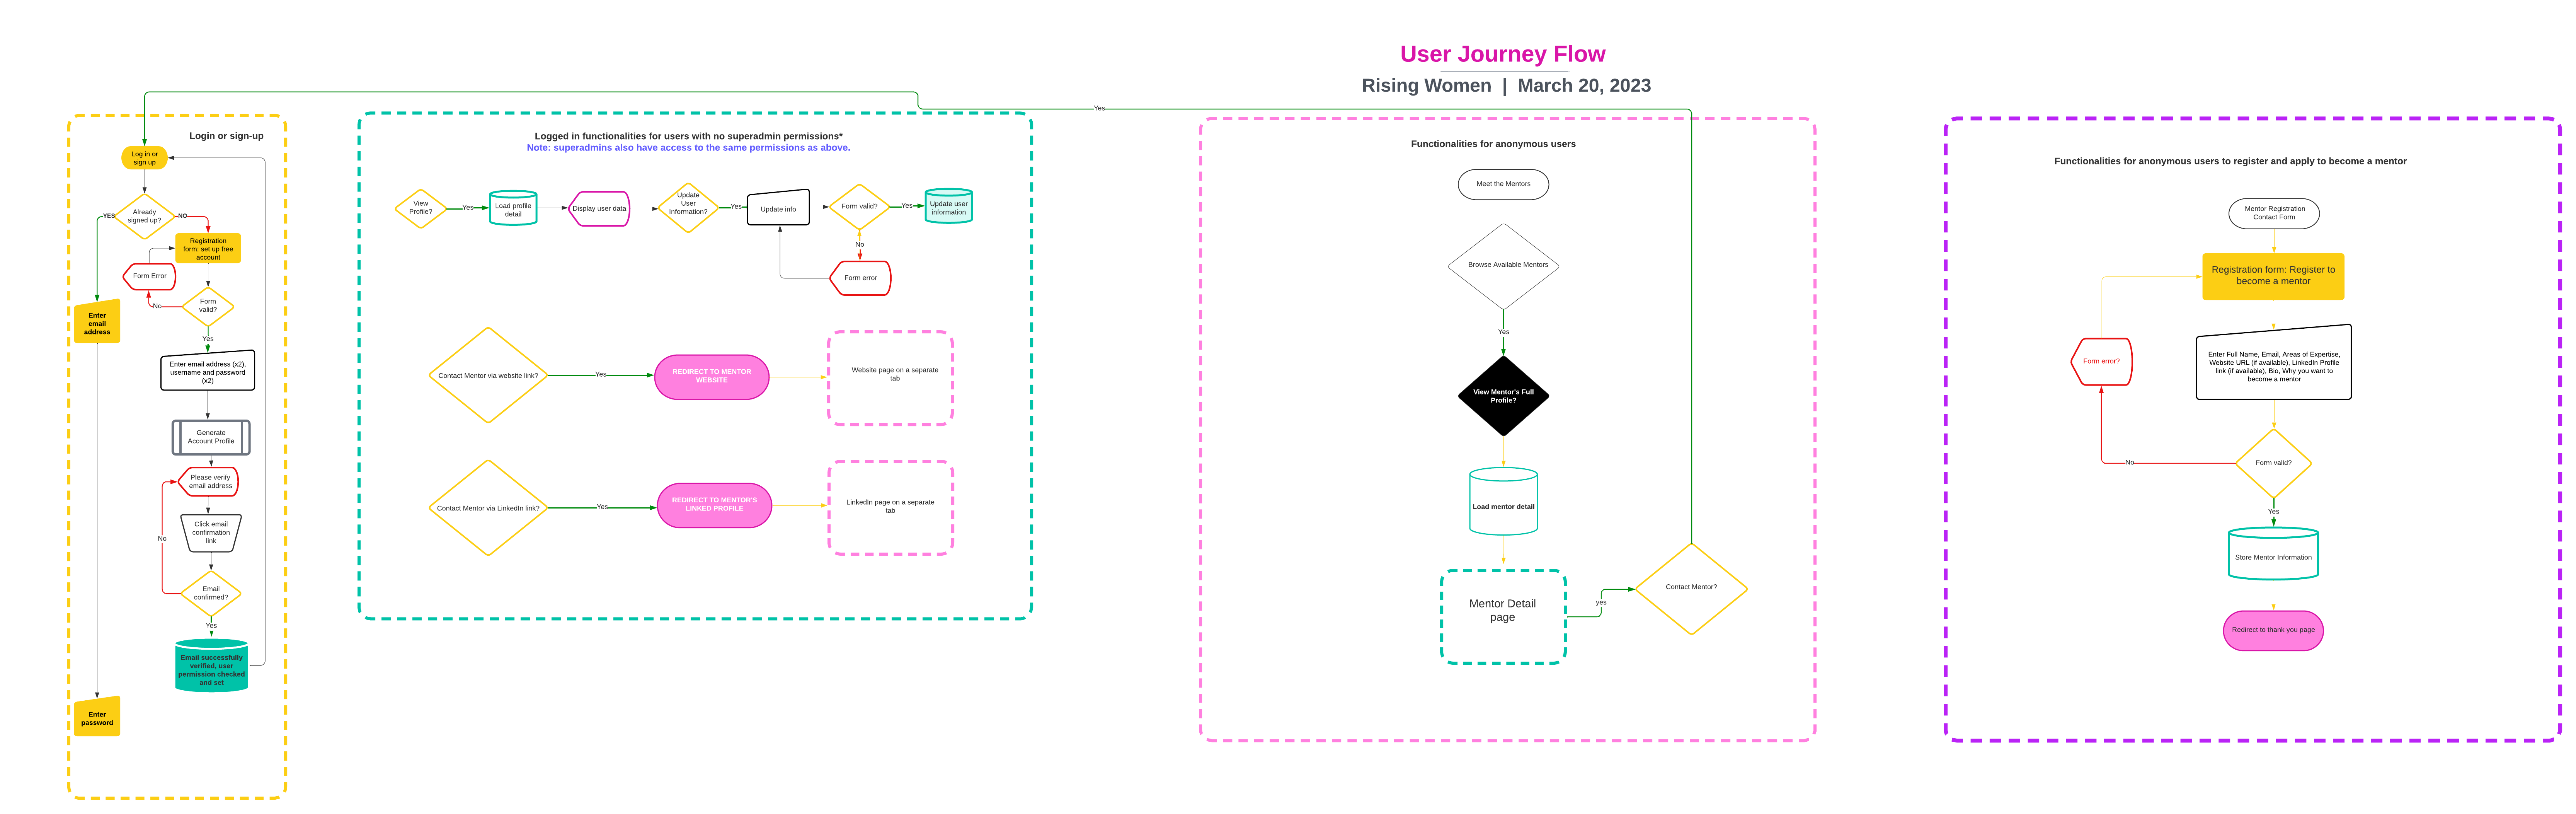 User Journey Flow
Rising Women | March 20, 2023
Yes
Login or sign-up
Log in or
sign up
Already
signed up?
YES
NO
Registration
form: set up free
account
Form Error
Form
valid?
No
Yes
Enter
email
address
Enter email address (x2),
username and password
(x2)
Generate
Account Profile
Please verify
email address
Click email
confirmation
link
No
Email
confirmed?
Yes
Email successfully
verified, user
permission checked
and set
Enter
password
Logged in functionalities for users with no superadmin permissions*
Note: superadmins also have access to the same permissions as above.
View
Profile?
Yes
Load profile
detail
Display user data
Update
User
Information?
Yes
Update info
Form valid?
Yes
Update user
information
No
Form error
Contact Mentor via website link?
Yes
REDIRECT TO MENTOR
WEBSITE
Website page on a separate
tab
Contact Mentor via LinkedIn link?
Yes
REDIRECT TO MENTOR'S
LINKED PROFILE
LinkedIn page on a separate
tab
Functionalities for anonymous users
Meet the Mentors
Browse Available Mentors
Yes
View Mentor's Full
Profile?
Load mentor detail
Mentor Detail
page
yes
Contact Mentor?
Functionalities for anonymous users to register and apply to become a mentor
Mentor Registration
Contact Form
Registration form: Register to
become a mentor
Form error?
Enter Full Name, Email, Areas of Expertise,
Website URL (if available), LinkedIn Profile
link (if available), Bio, Why you want to
become a mentor
No
Form valid?
Yes
Store Mentor Information
Redirect to thank you page